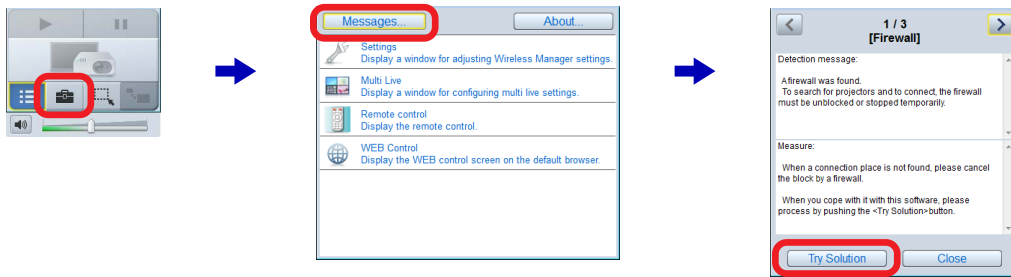 Messages...
About...
Settings
Display a window for adjusting Wireless Manager settings.
Multi Live
Display a window for configuring multi live settings.
Remote control
Display the remote control.
WEB Control
Display the WEB control screen on the default browser.
1 / 3
[Firewall]
Detection message:
Afirewall was found.
To search for projectors and to connect, the firewall
must be unblocked or stopped temporarily.
Measure:
When a connection place is not found, please cancel
the block by a firewall.
When you cope with it with this software, please
process by pushing the <Try Solution>button.
Try Solution
Close